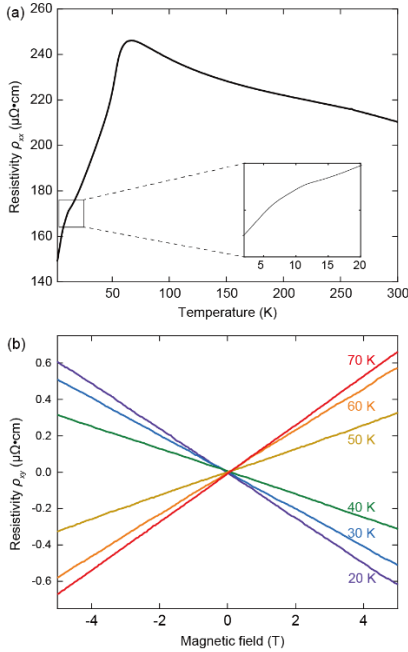 (a)
260
240
220
200
180
160
140
Resistivity ρxx (μΩ•cm)
5
10
15
20
50
100
150
200
250
300
Temperature (K)
(b)
0.6
0.4
0.2
0.0
-0.2
-0.4
-0.6
Resistivity ρxy (μΩ•cm)
70 K
60 K
50 K
40 K
30 K
20 K
-4
-2
0
2
4
Magnetic field (T)